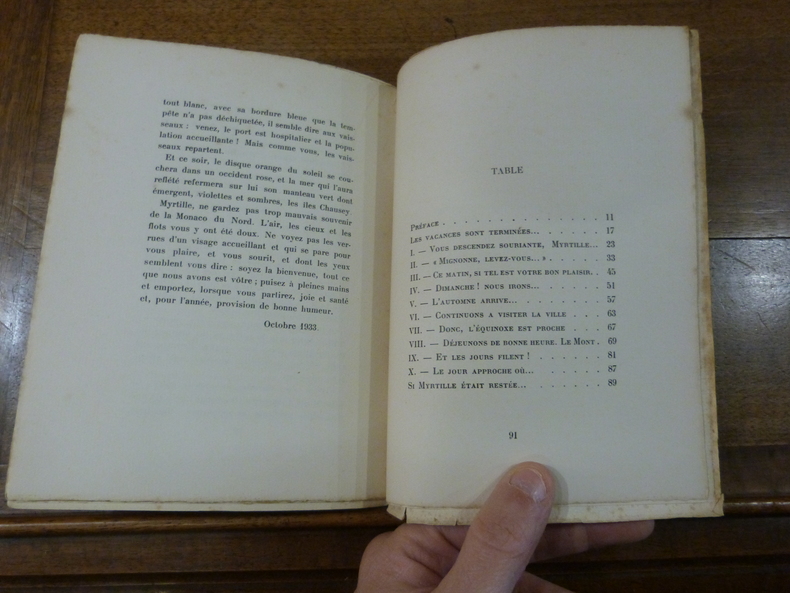 tout blanc, avec sa bordure bleue que la tem-
pête n'a pas déchiquetée, il semble dire aux vais-
seaux : venez, le port est hospitalier et la popu-
lation accueillante ! Mais comme vous, les vais-
seaux repartent.
Et ce soir, le disque orange du soleil se cou-
chera dans un occident rose, et la mer qui l'aura
reflété refermera sur lui son manteau vert dont
émergent, violettes et sombres, les îles Chausey
Myrtille, ne gardez pas trop mauvais souvenir
de la Monaco du Nord. L'air, les cieux et les
flots vous y ont été doux. Ne voyez pas les ver-
rues d'un visage accueillant et qui se pare pour
vous plaire, et vous sourit, et dont les yeux
semblent vous dire : soyez la bienvenue, tout ce
que nous avons est vôtre ; puisez à pleines mains
et emportez, lorsque vous partirez, joie et santé
et, pour l'année, provision de bonne humeur.
Octobre 1933
TABLE
PRÉFACE . . . . . . . . . . . . 11
LES VACANCES SONT TERMINÉES... . . . . . 17
I. — VOUS DESCENDEZ SOURIANTE, MYRTILLE... 23
II. — « MIGNONNE, LEVEZ-VOUS... » . . . . 33
III. — CE MATIN, SI TEL EST VOTRE BON PLAISIR. 45
IV. — DIMANCHE ! NOUS IRONS... . . . . 51
V. — L'AUTOMNE ARRIVE... . . . . . . 57
VI. — CONTINUONS A VISITER LA VILLE . . . 63
VII. — DONC, L'ÉQUINOXE EST PROCHE . . . 67
VIII. — DÉJEUNONS DE BONNE HEURE. LE MONT . 69
IX. — ET LES JOURS FILENT ! . . . . . . 81
X. — LE JOUR APPROCHE OÙ... . . . . . 87
SI MYRTILLE ÉTAIT RESTÉE... . . . . . . 89
91